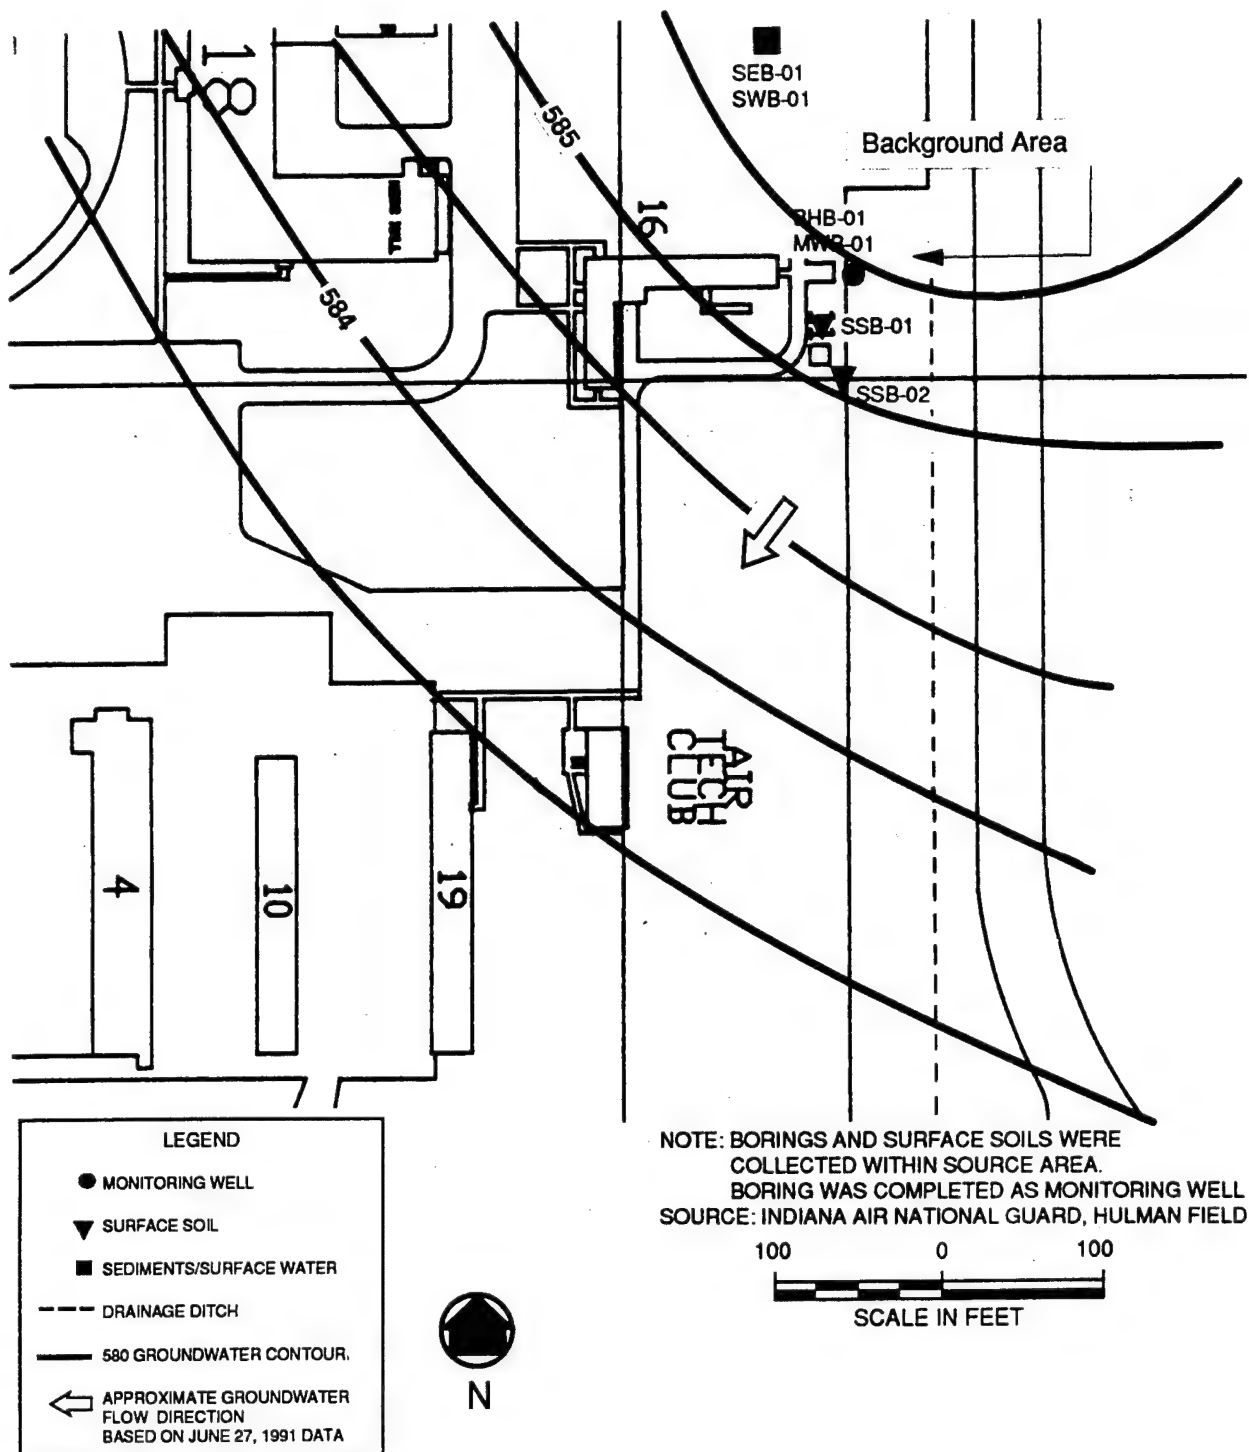 18
SEB-01
SWB-01
585
Background Area
16
BHB-01
MWB-01
584
SSB-01
SSB-02
AIR
TECH
CLUB
4
10
19
LEGEND
MONITORING WELL
SURFACE SOIL
SEDIMENTS/SURFACE WATER
DRAINAGE DITCH
580 GROUNDWATER CONTOUR.
APPROXIMATE GROUNDWATER
FLOW DIRECTION
BASED ON JUNE 27, 1991 DATA
N
NOTE: BORINGS AND SURFACE SOILS WERE
COLLECTED WITHIN SOURCE AREA.
BORING WAS COMPLETED AS MONITORING WELL
SOURCE: INDIANA AIR NATIONAL GUARD, HULMAN FIELD
100 0 100
SCALE IN FEET